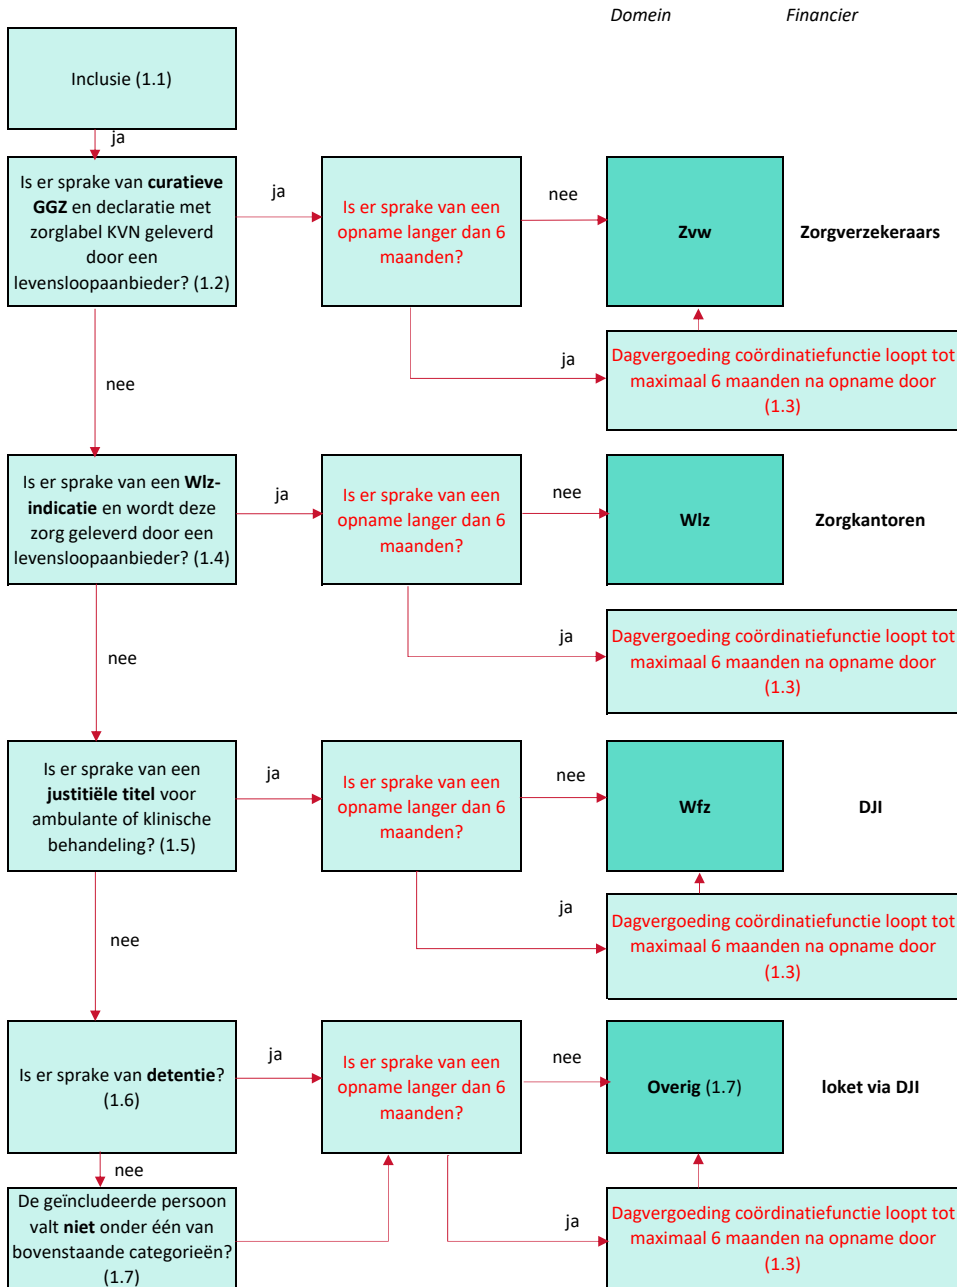 Domein
Financier
Inclusie (1.1)
ja
Is er sprake van curatieve
GGZ en declaratie met
zorglabel KVN geleverd
door een
levensloopaanbieder? (1.2)
ja
Is er sprake van een
opname langer dan 6
maanden?
nee
Zvw
Zorgverzekeraars
ja
Dagvergoeding coördinatiefunctie loopt tot
maximaal 6 maanden na opname door
(1.3)
nee
Is er sprake van een Wlz-
indicatie en wordt deze
zorg geleverd door een
levensloopaanbieder? (1.4)
ja
Is er sprake van een
opname langer dan 6
maanden?
nee
Wlz
Zorgkantoren
ja
Dagvergoeding coördinatiefunctie loopt tot
maximaal 6 maanden na opname door
(1.3)
nee
Is er sprake van een
justitiële titel voor
ambulante of klinische
behandeling? (1.5)
ja
Is er sprake van een
opname langer dan 6
maanden?
nee
Wfz
DJI
ja
Dagvergoeding coördinatiefunctie loopt tot
maximaal 6 maanden na opname door
(1.3)
nee
Is er sprake van detentie?
(1.6)
ja
Is er sprake van een
opname langer dan 6
maanden?
nee
Overig (1.7)
loket via DJI
nee
De geïncludeerde persoon
valt niet onder één van
bovenstaande categorieën?
(1.7)
ja
Dagvergoeding coördinatiefunctie loopt tot
maximaal 6 maanden na opname door
(1.3)